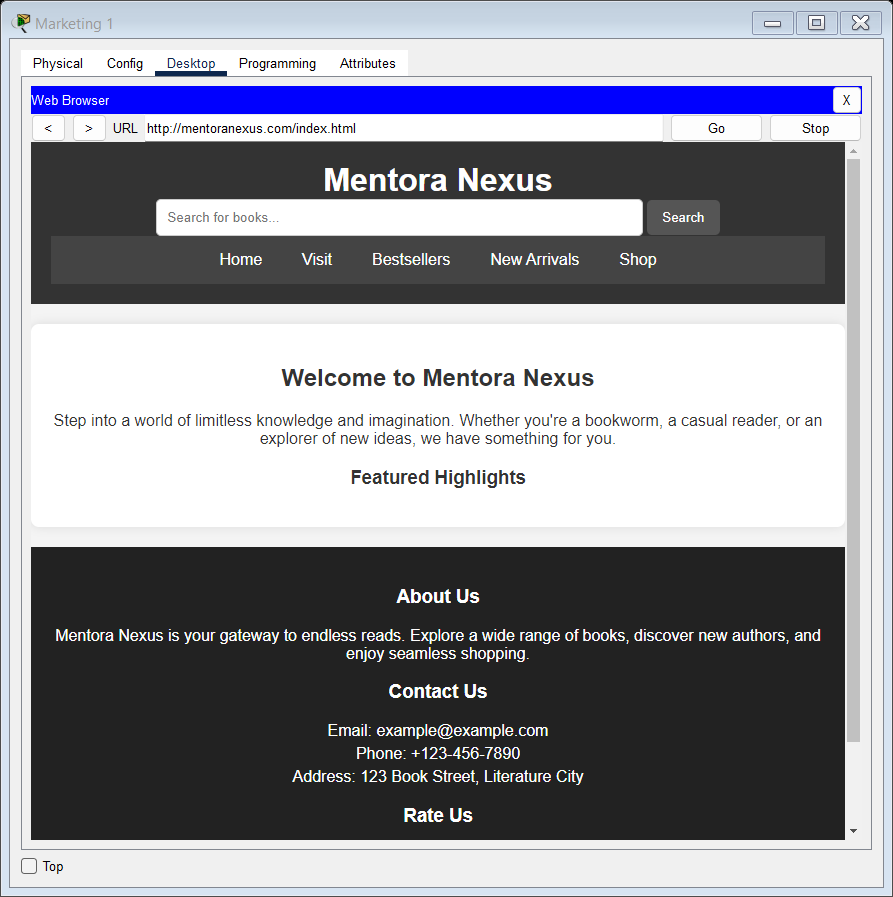 Marketing 1
Physical Config Desktop Programming Attributes
Web Browser X
< > URL http://mentoranexus.com/index.html Go Stop
Mentora Nexus
Search for books... Search
Home Visit Bestsellers New Arrivals Shop
Welcome to Mentora Nexus
Step into a world of limitless knowledge and imagination. Whether you're a bookworm, a casual reader, or an
explorer of new ideas, we have something for you.
Featured Highlights
About Us
Mentora Nexus is your gateway to endless reads. Explore a wide range of books, discover new authors, and
enjoy seamless shopping.
Contact Us
Email: example@example.com
Phone: +123-456-7890
Address: 123 Book Street, Literature City
Rate Us
Top